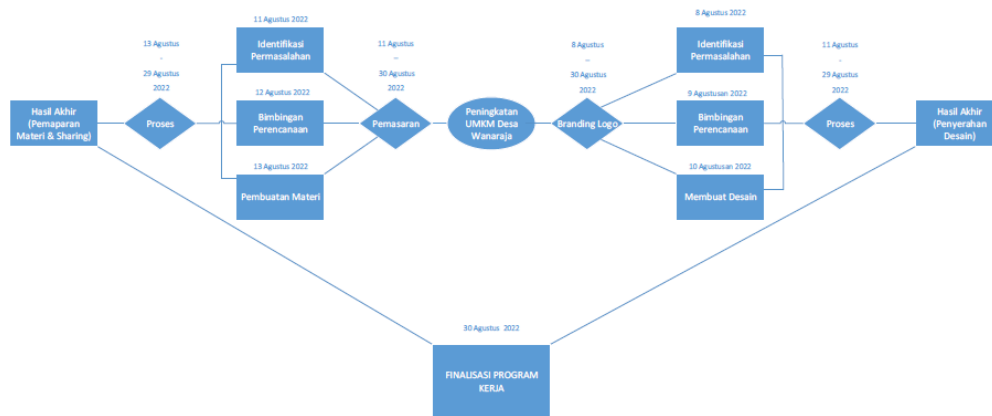 11 Agustus 2022
8 Agustus 2022
13 Agustus
-
29 Agustus
2022
Identifikasi
Permasalahan
11 Agustus
–
30 Agustus
2022
8 Agustus
–
30 Agustus
2022
Identifikasi
Permasalahan
11 Agustus
-
29 Agustus
2022
12 Agustus 2022
9 Agustusan 2022
Hasil Akhir
(Pemaparan
Materi & Sharing)
Proses
Bimbingan
Perencanaan
Pemasaran
Peningkatan
UMKM Desa
Wanaraja
Branding Logo
Bimbingan
Perencanaan
Proses
Hasil Akhir
(Penyerahan
Desain)
13 Agustus 2022
10 Agustusan 2022
Pembuatan Materi
Membuat Desain
30 Agustus 2022
FINALISASI PROGRAM
KERJA